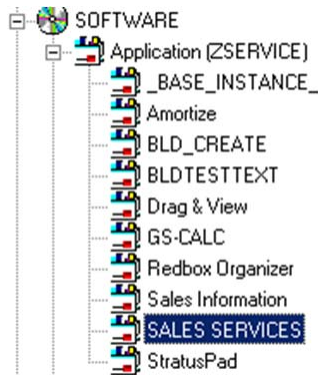 SOFTWARE
Application (ZSERVICE)
_BASE_INSTANCE_
Amortize
BLD_CREATE
BLDTESTTEXT
Drag & View
GS-CALC
Redbox Organizer
Sales Information
SALES SERVICES
StratusPad